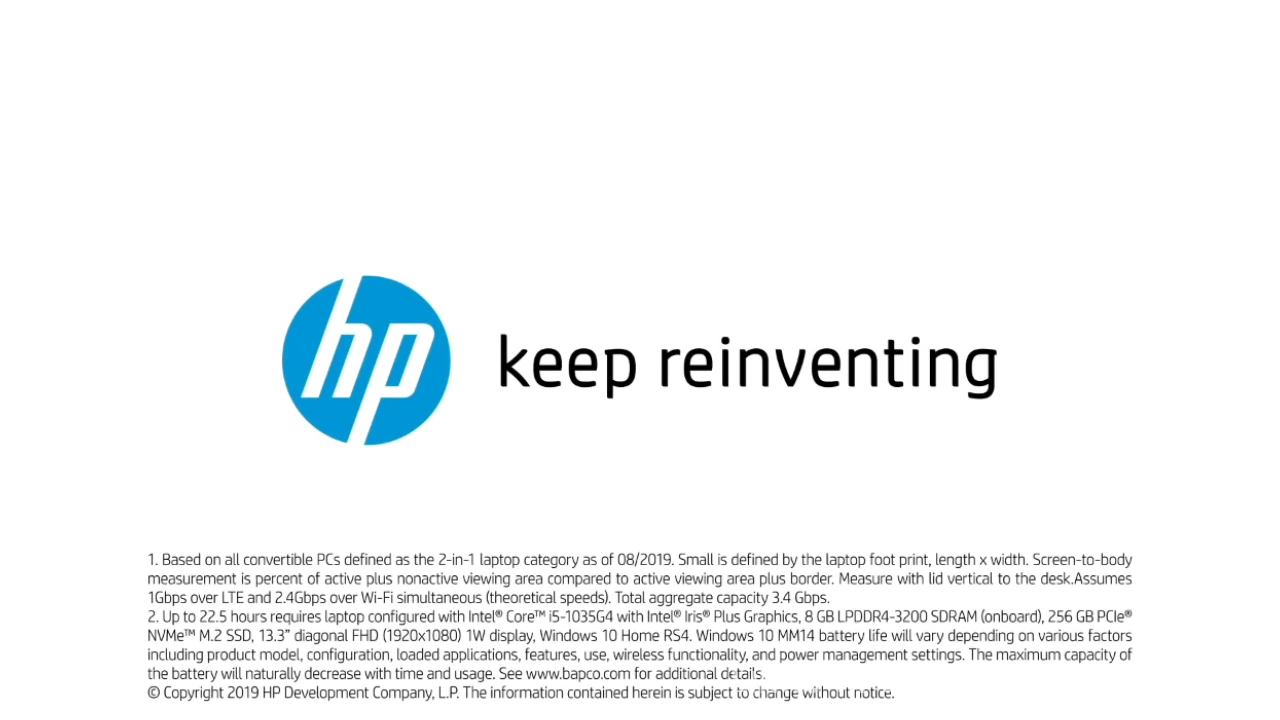 hp keep reinventing
1. Based on all convertible PCs defined as the 2-in-1 laptop category as of 08/2019. Small is defined by the laptop foot print, length x width. Screen-to-body
measurement is percent of active plus nonactive viewing area compared to active viewing area plus border. Measure with lid vertical to the desk.Assumes
1Gbps over LTE and 2.4Gbps over Wi-Fi simultaneous (theoretical speeds). Total aggregate capacity 3.4 Gbps.
2. Up to 22.5 hours requires laptop configured with Intel® Core™ i5-1035G4 with Intel® Iris® Plus Graphics, 8 GB LPDDR4-3200 SDRAM (onboard), 256 GB PCIe®
NVMe™ M.2 SSD, 13.3” diagonal FHD (1920x1080) 1W display, Windows 10 Home RS4. Windows 10 MM14 battery life will vary depending on various factors
including product model, configuration, loaded applications, features, use, wireless functionality, and power management settings. The maximum capacity of
the battery will naturally decrease with time and usage. See www.bapco.com for additional details.
© Copyright 2019 HP Development Company, L.P. The information contained herein is subject to change without notice.